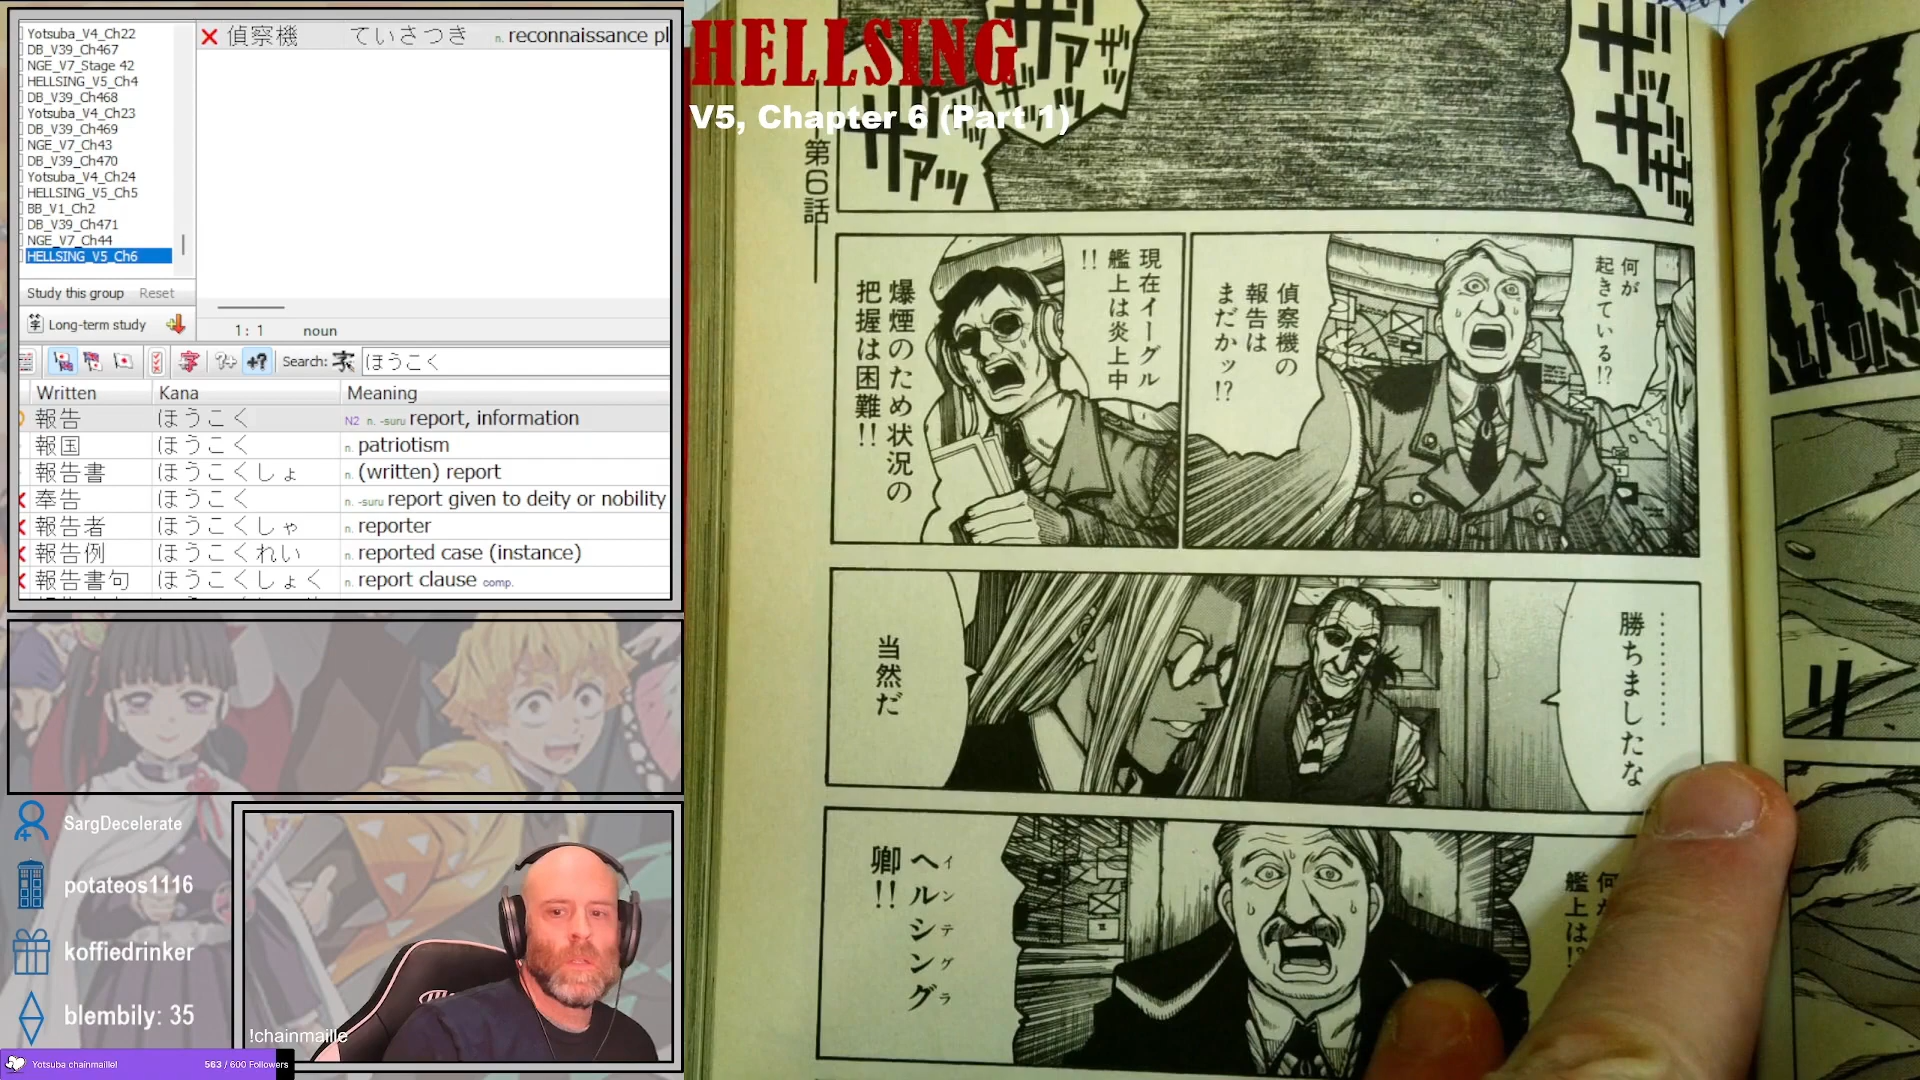 Yotsuba_V4_Ch22
DB_V39_Ch467
NGE_V7_Stage 42
HELLSING_V5_Ch4
DB_V39_Ch468
Yotsuba_V4_Ch23
DB_V39_Ch469
NGE_V7_Ch43
DB_V39_Ch470
Yotsuba_V4_Ch24
HELLSING_V5_Ch5
BB_V1_Ch2
DB_V39_Ch471
NGE_V7_Ch44
HELLSING_V5_Ch6
Study this group Reset
Long-term study
偵察機 ていさつき n. reconnaissance pl
1: 1 noun
Search: ほうこく
Written Kana Meaning
報告 ほうこく N2 n. -suru report, information
報国 ほうこく n. patriotism
報告書 ほうこくしょ n. (written) report
奉告 ほうこく n. -suru report given to deity or nobility
報告者 ほうこくしゃ n. reporter
報告例 ほうこくれい n. reported case (instance)
報告書句 ほうこくしょく n. report clause comp.
SargDecelerate
potateos1116
koffiedrinker
blembily: 35
Yotsuba chainmaille!
563 / 600 Followers
!chainmaille
HELLSING
V5, Chapter 6 (Part 1)
第6話
何が
起きている!?
偵察機の
報告は
まだかッ!?
現在イーグル
艦上は炎上中
!!
爆煙のため状況の
把握は困難!!
…………
勝ちましたな
当然だ
艦上は!?
ヘルシング
インテグラ
卿!!